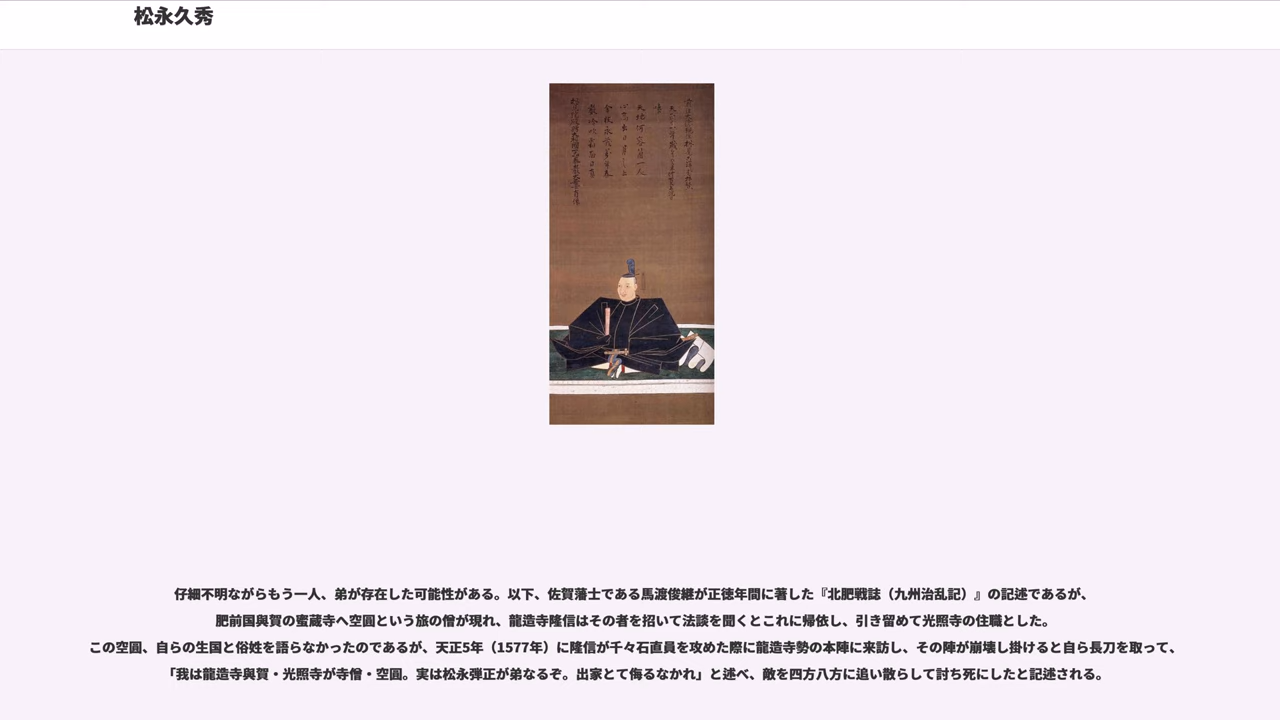 松永久秀
仔細不明ながらもう一人、弟が存在した可能性がある。以下、佐賀藩士である馬渡俊継が正徳年間に著した『北肥戦誌（九州治乱記）』の記述であるが、
肥前国與賀の蜜蔵寺へ空圓という旅の僧が現れ、龍造寺隆信はその者を招いて法談を聞くとこれに帰依し、引き留めて光照寺の住職とした。
この空圓、自らの生国と俗姓を語らなかったのであるが、天正5年（1577年）に隆信が千々石直員を攻めた際に龍造寺勢の本陣に来訪し、その陣が崩壊し掛けると自ら長刀を取って、
「我は龍造寺與賀・光照寺が寺僧・空圓。実は松永弾正が弟なるぞ。出家とて侮るなかれ」と述べ、敵を四方八方に追い散らして討ち死にしたと記述される。